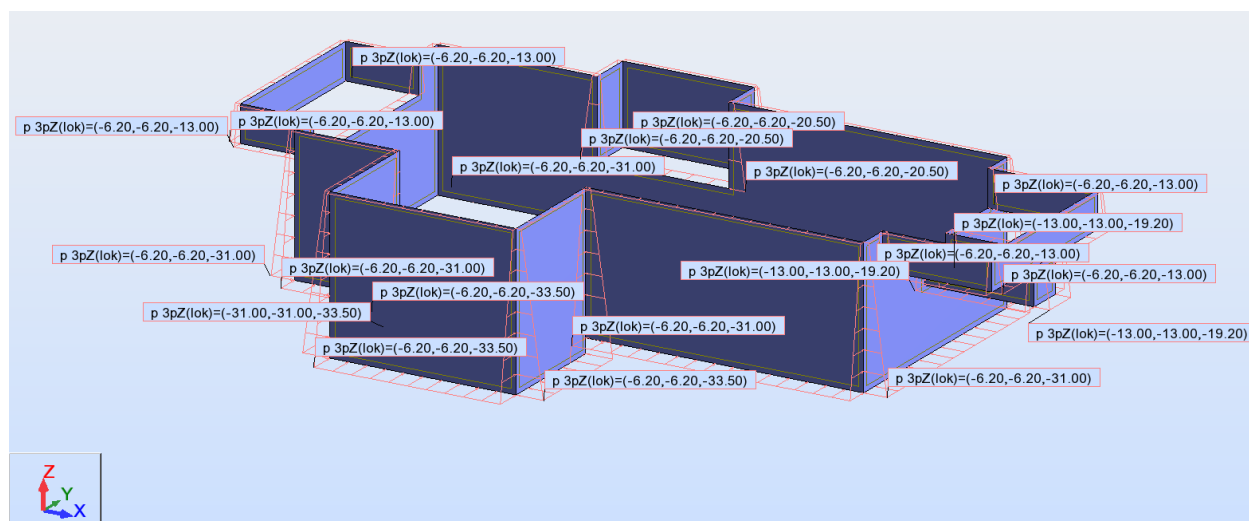 p 3pZ(lok)=(-6.20,-6.20,-13.00)
p 3pZ(lok)=(-6.20,-6.20,-13.00)
p 3pZ(lok)=(-6.20,-6.20,-13.00)
p 3pZ(lok)=(-6.20,-6.20,-20.50)
p 3pZ(lok)=(-6.20,-6.20,-20.50)
p 3pZ(lok)=(-6.20,-6.20,-31.00)
p 3pZ(lok)=(-6.20,-6.20,-20.50)
p 3pZ(lok)=(-6.20,-6.20,-13.00)
p 3pZ(lok)=(-13.00,-13.00,-19.20)
p 3pZ(lok)=(-6.20,-6.20,-31.00)
p 3pZ(lok)=(-6.20,-6.20,-13.00)
p 3pZ(lok)=(-6.20,-6.20,-31.00)
p 3pZ(lok)=(-13.00,-13.00,-19.20)
p 3pZ(lok)=(-6.20,-6.20,-13.00)
p 3pZ(lok)=(-6.20,-6.20,-33.50)
p 3pZ(lok)=(-31.00,-31.00,-33.50)
p 3pZ(lok)=(-6.20,-6.20,-31.00)
p 3pZ(lok)=(-13.00,-13.00,-19.20)
p 3pZ(lok)=(-6.20,-6.20,-33.50)
p 3pZ(lok)=(-6.20,-6.20,-33.50)
p 3pZ(lok)=(-6.20,-6.20,-31.00)
Z
Y
X